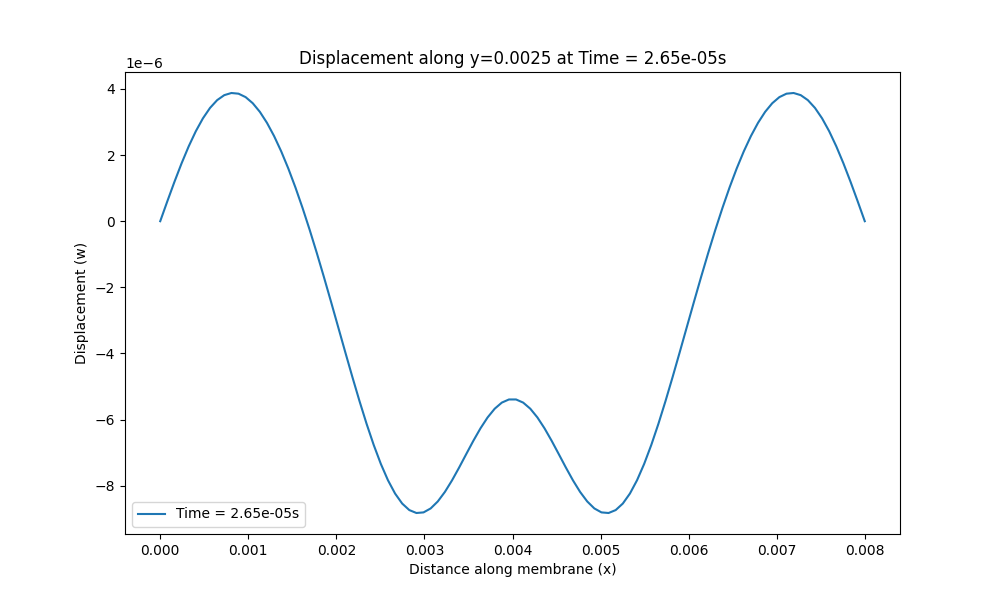 Displacement along y=0.0025 at Time = 2.65e-05s
1e−6
4
2
0
−2
−4
−6
−8
Displacement (w)
Time = 2.65e-05s
0.000 0.001 0.002 0.003 0.004 0.005 0.006 0.007 0.008
Distance along membrane (x)